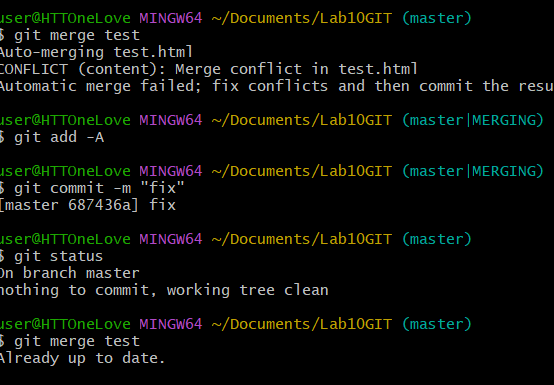 user@HTTOneLove MINGW64 ~/Documents/Lab10GIT (master)
$ git merge test
Auto-merging test.html
CONFLICT (content): Merge conflict in test.html
Automatic merge failed; fix conflicts and then commit the resu
user@HTTOneLove MINGW64 ~/Documents/Lab10GIT (master|MERGING)
$ git add -A
user@HTTOneLove MINGW64 ~/Documents/Lab10GIT (master|MERGING)
$ git commit -m "fix"
[master 687436a] fix
user@HTTOneLove MINGW64 ~/Documents/Lab10GIT (master)
$ git status
On branch master
nothing to commit, working tree clean
user@HTTOneLove MINGW64 ~/Documents/Lab10GIT (master)
$ git merge test
Already up to date.